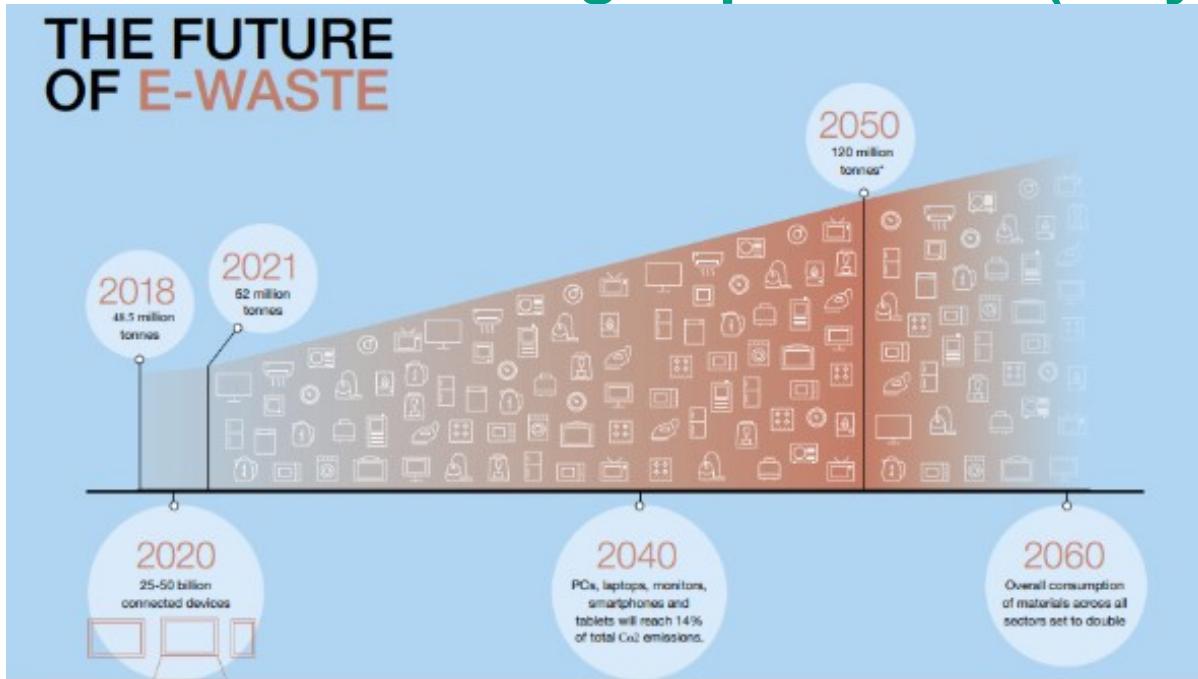 THE FUTURE
OF E-WASTE
2050
120 million
tonnes*
2021
52 million
tonnes
2018
48.5 million
tonnes
2020
25-50 billion
connected devices
2040
PCs, laptops, monitors,
smartphones and
tablets will reach 14%
of total Co2 emissions.
2060
Overall consumption
of materials across all
sectors set to double